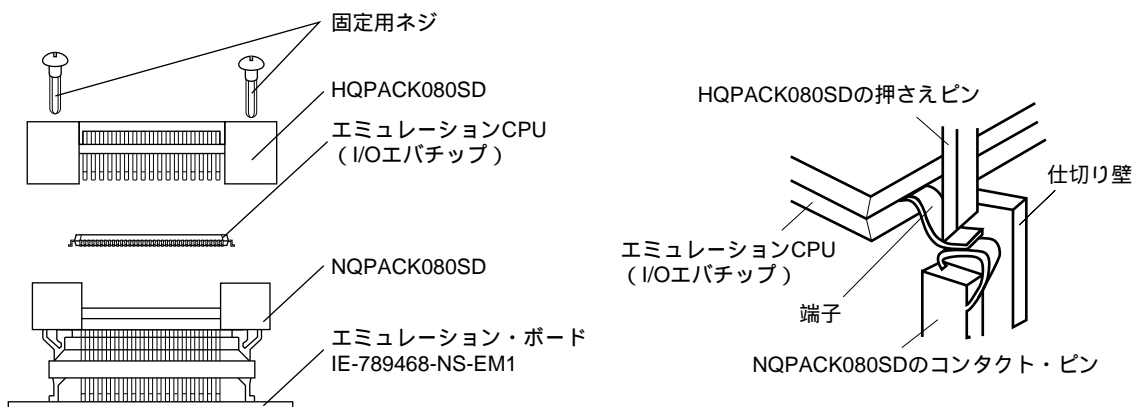 固定用ネジ
HQPACK080SD
エミュレーションCPU
（I/Oエバチップ）
NQPACK080SD
エミュレーション・ボード
IE-789468-NS-EM1
HQPACK080SDの押さえピン
仕切り壁
エミュレーションCPU
（I/Oエバチップ）
端子
NQPACK080SDのコンタクト・ピン